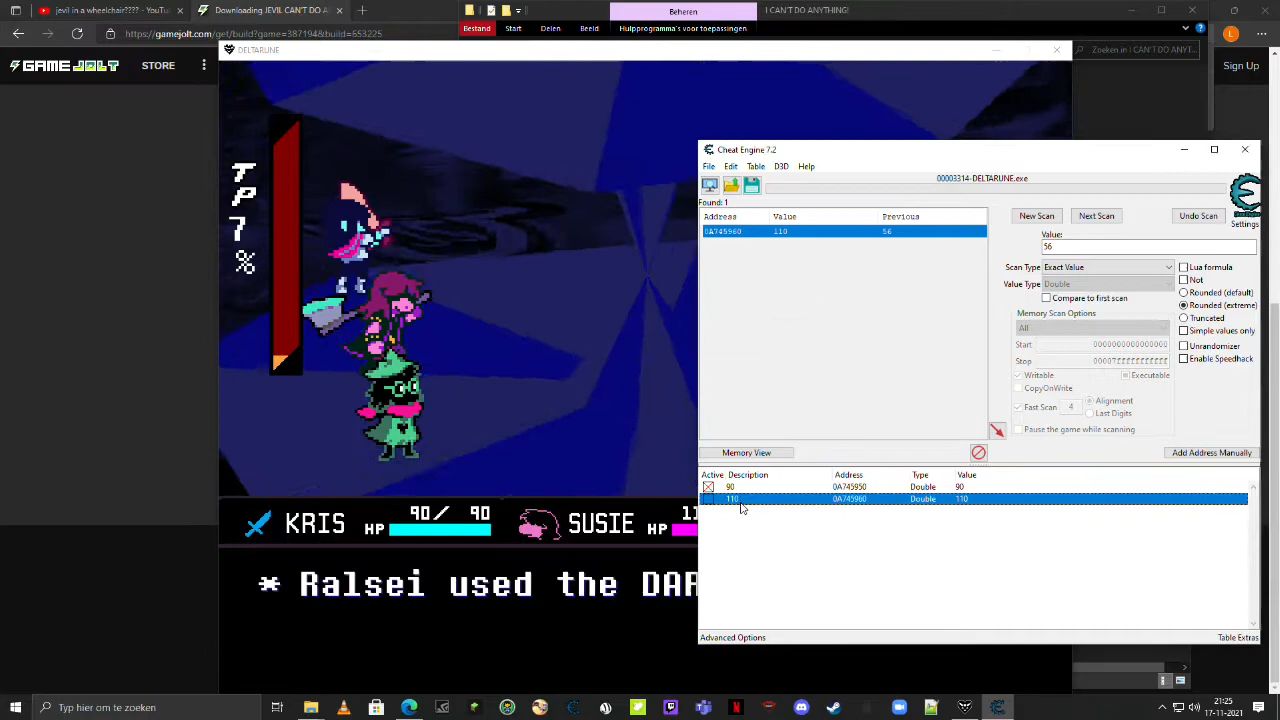 jevil in a wheelchair???? - YouTub
Downloading JEVIL CAN'T DO AN
Beheren
I CAN'T DO ANYTHING!
https://gamejolt.com/get/build?game=387194&build=653225
Bestand
Start
Delen
Beeld
Hulpprogramma's voor toepassingen
L
DELTARUNE
Zoeken in I CAN'T DO ANYT...
GAME JOLT
STORE
Sign Up
Cheat Engine 7.2
File Edit Table D3D Help
00003314-DELTARUNE.exe
Found: 1
Address Value Previous
0A745960 110 56
New Scan
Next Scan
Undo Scan
Settings
Value:
56
Scan Type
Exact Value
Value Type
Double
Compare to first scan
Lua formula
Not
Rounded (default)
Rounded (extreme)
Truncated
Simple values only
Unrandomizer
Enable Speedhack
Memory Scan Options
All
Start
0000000000000000
Stop
00007fffffffffff
Writable
Executable
CopyOnWrite
Fast Scan
4
Alignment
Last Digits
Pause the game while scanning
Memory View
Add Address Manually
Active Description Address Type Value
90 0A745950 Double 90
110 0A745960 Double 110
Advanced Options
Table Extras
T
P
7
%
KRIS
HP
90/ 90
SUSIE
HP
11
* Ralsei used the DAR
Typ hier om te zoeken
21:25
17-11-2021